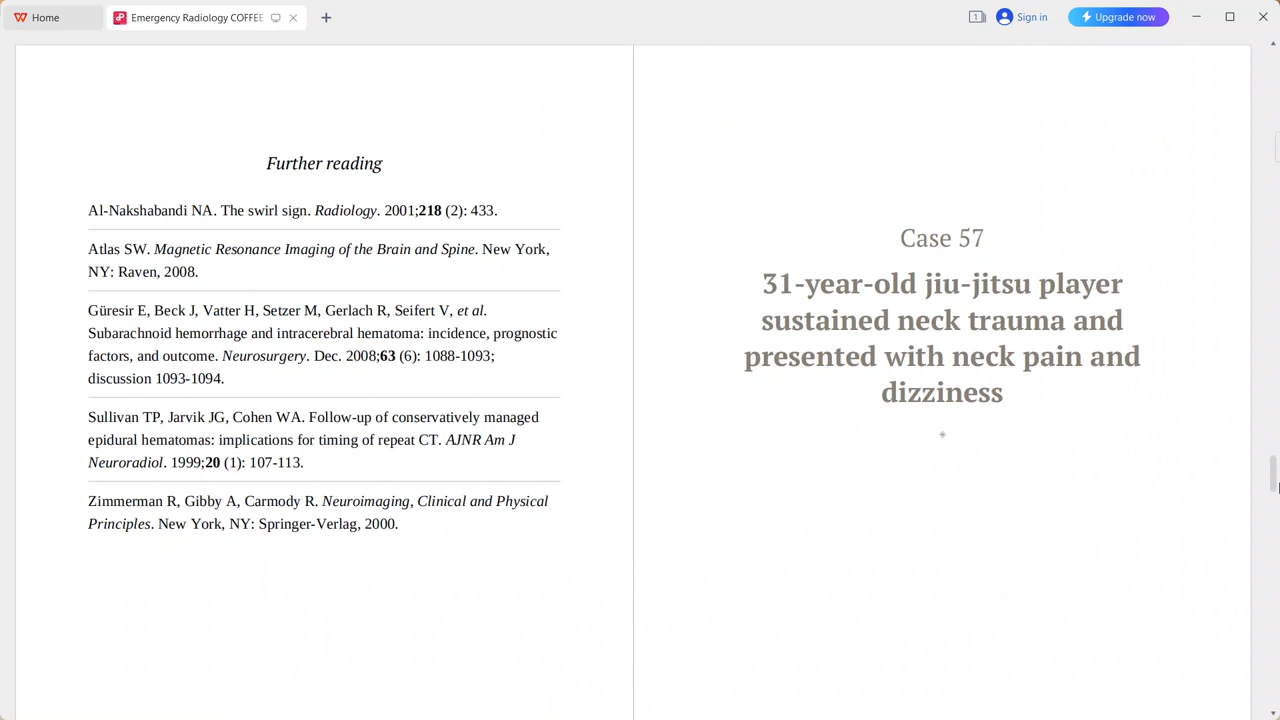 Home
Emergency Radiology COFFEE
1
Sign in
Upgrade now
Further reading
Al-Nakshabandi NA. The swirl sign. Radiology. 2001;218 (2): 433.
Atlas SW. Magnetic Resonance Imaging of the Brain and Spine. New York,
NY: Raven, 2008.
Güresir E, Beck J, Vatter H, Setzer M, Gerlach R, Seifert V, et al.
Subarachnoid hemorrhage and intracerebral hematoma: incidence, prognostic
factors, and outcome. Neurosurgery. Dec. 2008;63 (6): 1088-1093;
discussion 1093-1094.
Sullivan TP, Jarvik JG, Cohen WA. Follow-up of conservatively managed
epidural hematomas: implications for timing of repeat CT. AJNR Am J
Neuroradiol. 1999;20 (1): 107-113.
Zimmerman R, Gibby A, Carmody R. Neuroimaging, Clinical and Physical
Principles. New York, NY: Springer-Verlag, 2000.
Case 57
31-year-old jiu-jitsu player
sustained neck trauma and
presented with neck pain and
dizziness